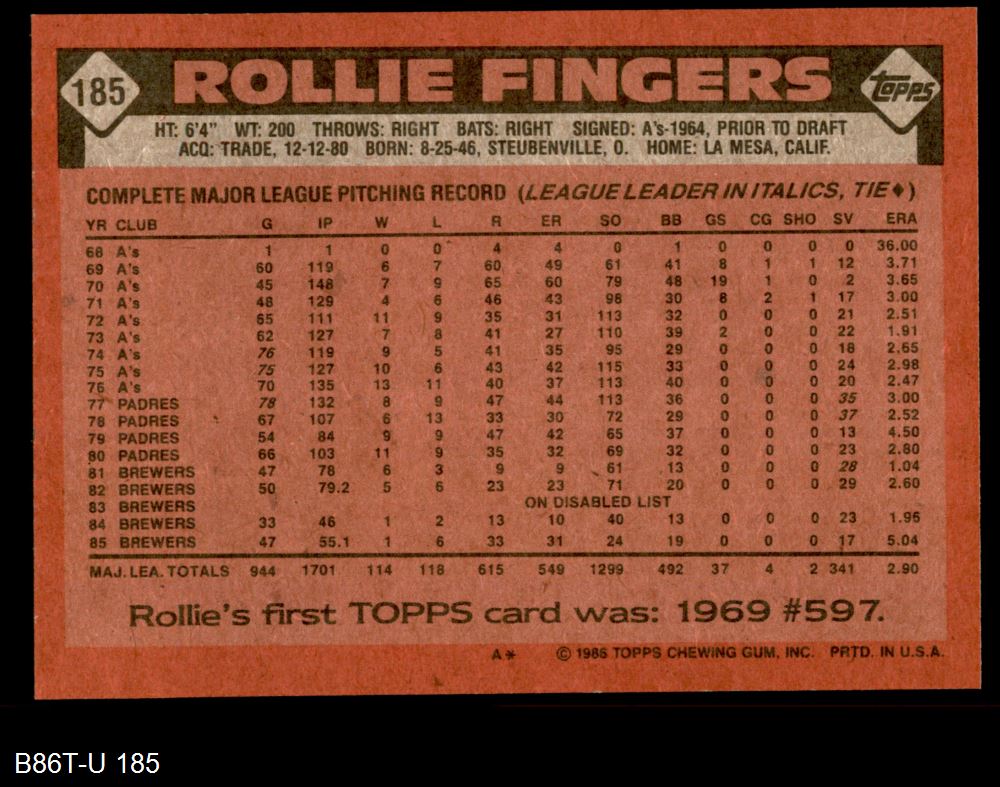 185 ROLLIE FINGERS TOPPS
HT: 6'4" WT: 200 THROWS: RIGHT BATS: RIGHT SIGNED: A's-1964, PRIOR TO DRAFT
ACQ: TRADE, 12-12-80 BORN: 8-25-46, STEUBENVILLE, O. HOME: LA MESA, CALIF.
COMPLETE MAJOR LEAGUE PITCHING RECORD (LEAGUE LEADER IN ITALICS, TIE♦)
YR CLUB G IP W L R ER SO BB GS CG SHO SV ERA
68 A's 1 1 0 0 4 4 0 1 0 0 0 0 36.00
69 A's 60 119 6 7 60 49 61 41 8 1 1 12 3.71
70 A's 45 148 7 9 65 60 79 48 19 1 0 2 3.65
71 A's 48 129 4 6 46 43 98 30 8 2 1 17 3.00
72 A's 65 111 11 9 35 31 113 32 0 0 0 21 2.51
73 A's 62 127 7 8 41 27 110 39 2 0 0 22 1.91
74 A's 76 119 9 5 41 35 95 29 0 0 0 18 2.65
75 A's 75 127 10 6 43 42 115 33 0 0 0 24 2.98
76 A's 70 135 13 11 40 37 113 40 0 0 0 20 2.47
77 PADRES 78 132 8 9 47 44 113 36 0 0 0 35 3.00
78 PADRES 67 107 6 13 33 30 72 29 0 0 0 37 2.52
79 PADRES 54 84 9 9 47 42 65 37 0 0 0 13 4.50
80 PADRES 66 103 11 9 35 32 69 32 0 0 0 23 2.80
81 BREWERS 47 78 6 3 9 9 61 13 0 0 0 28 1.04
82 BREWERS 50 79.2 5 6 23 23 71 20 0 0 0 29 2.60
83 BREWERS ON DISABLED LIST
84 BREWERS 33 46 1 2 13 10 40 13 0 0 0 23 1.96
85 BREWERS 47 55.1 1 6 33 31 24 19 0 0 0 17 5.04
MAJ. LEA. TOTALS 944 1701 114 118 615 549 1299 492 37 4 2 341 2.90
Rollie's first TOPPS card was: 1969 #597.
A* © 1986 TOPPS CHEWING GUM, INC. PRTD. IN U.S.A.
B86T-U 185